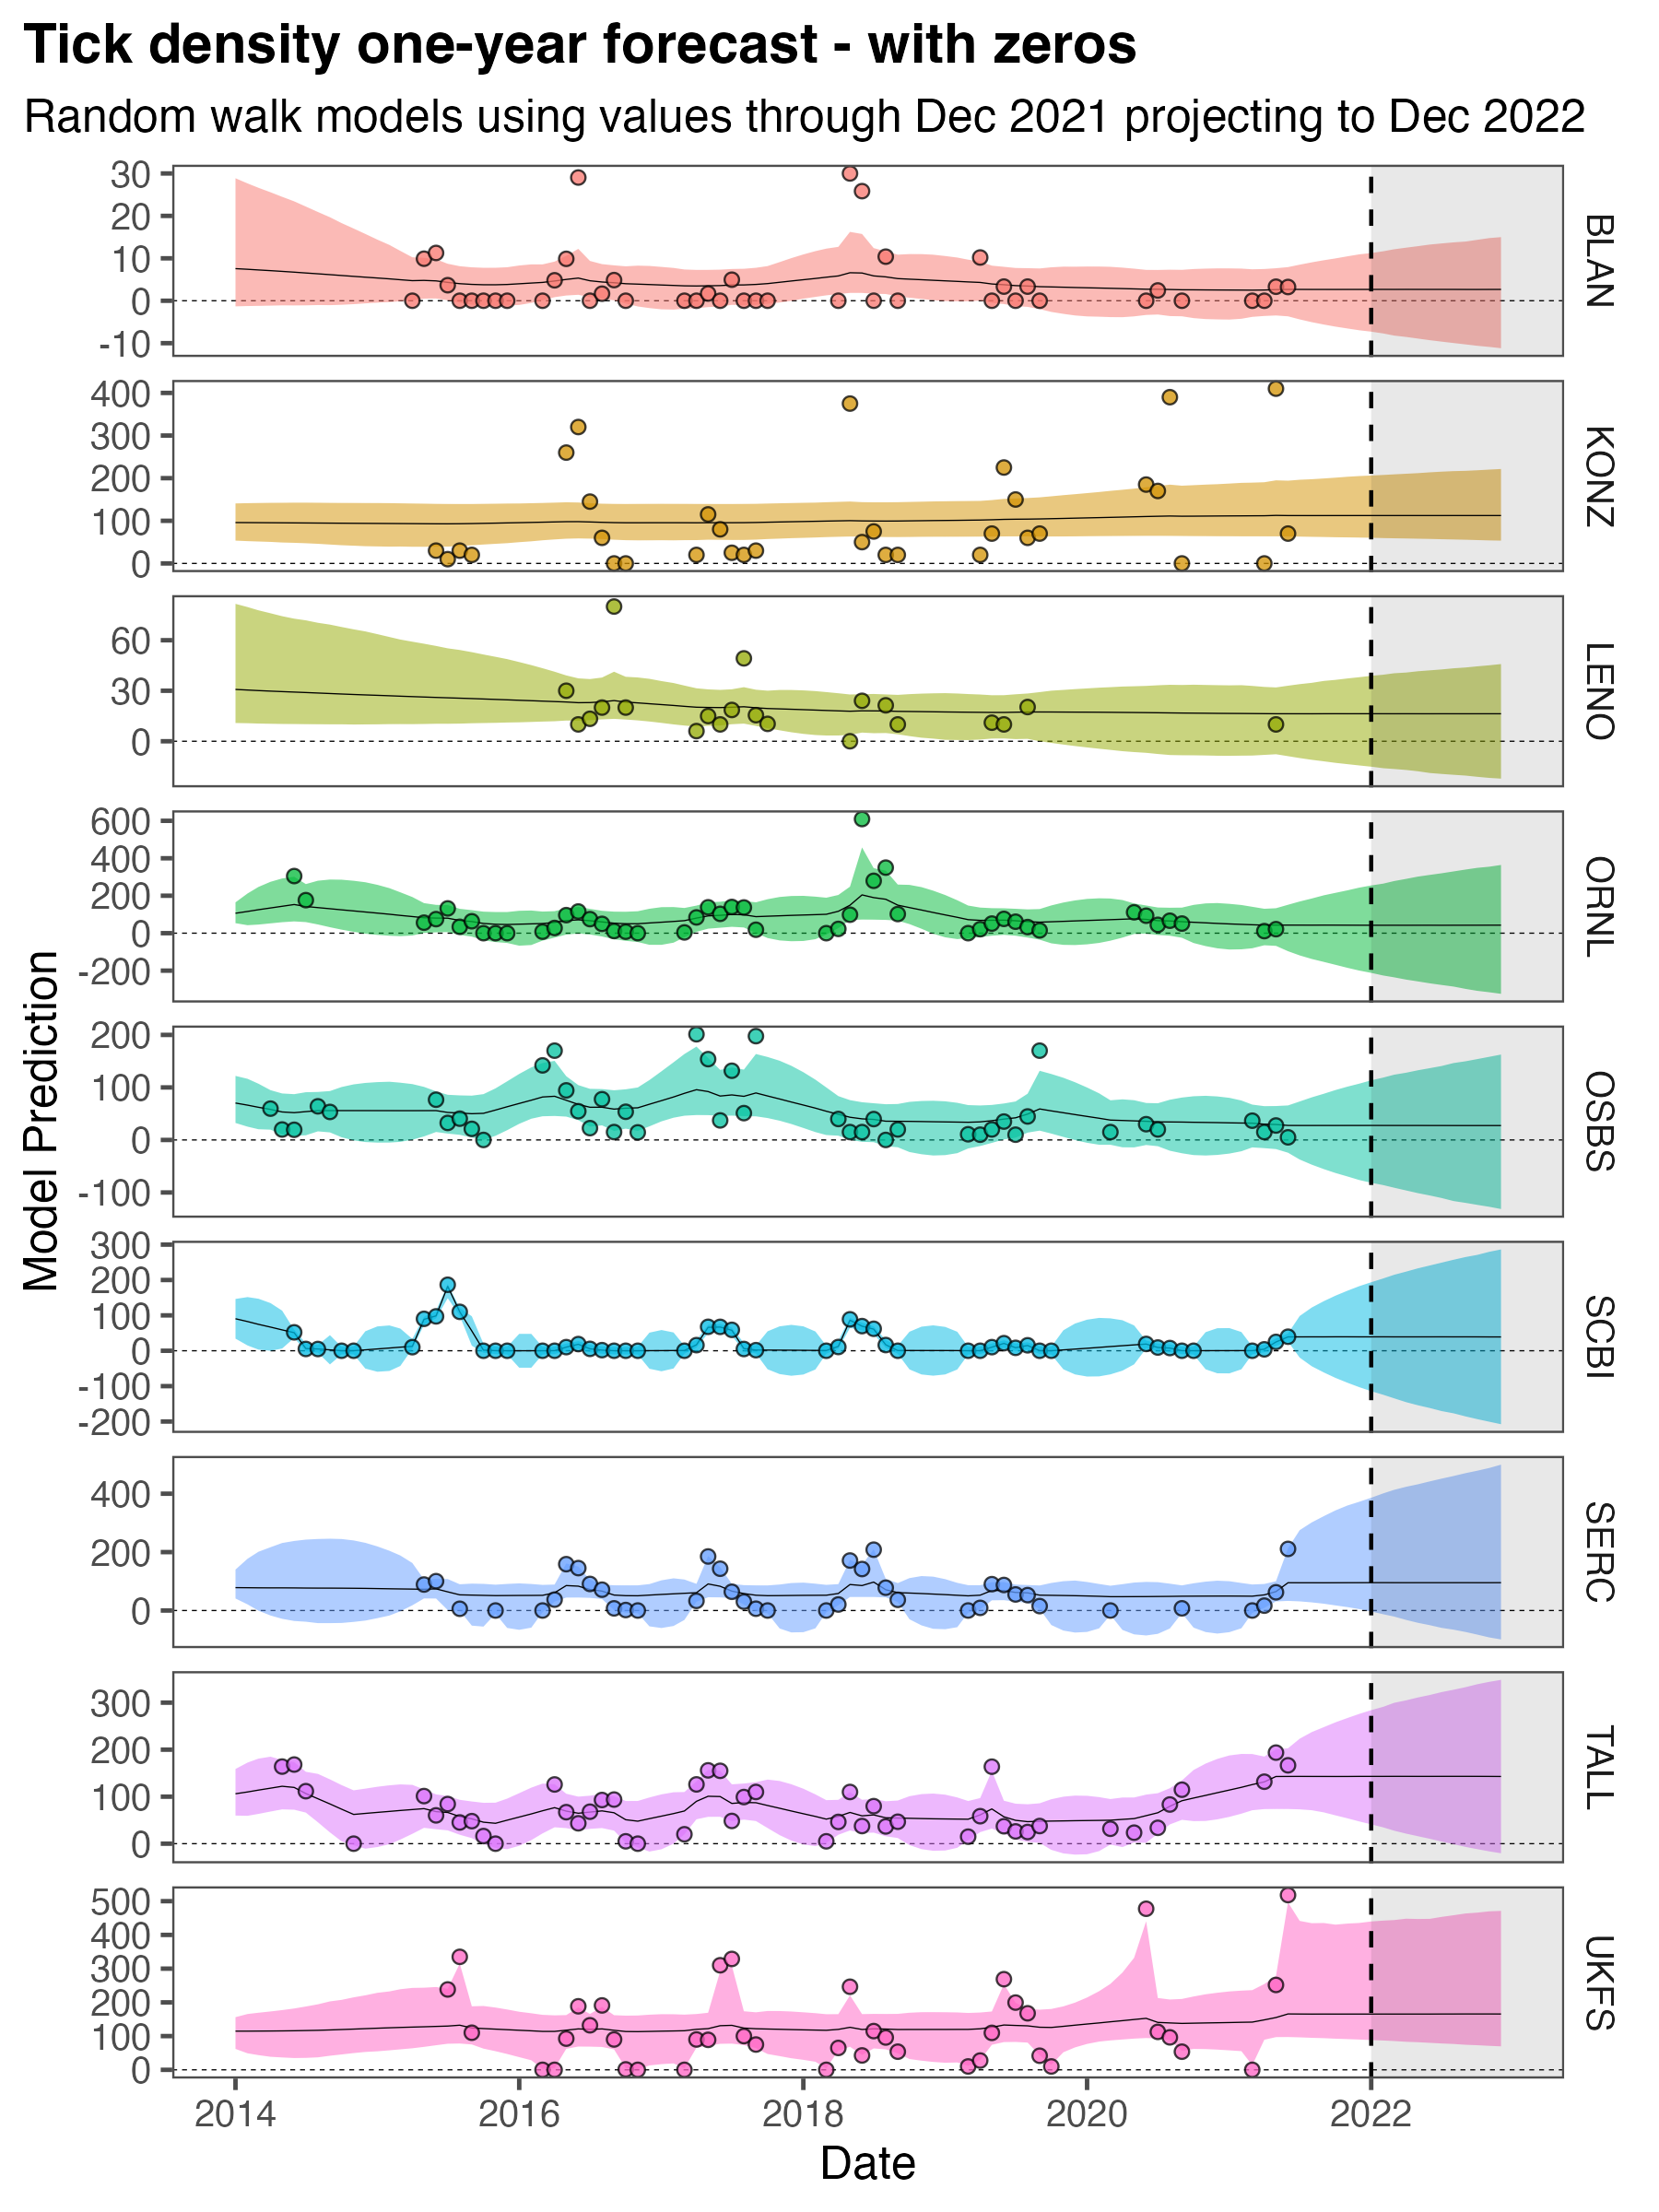 Tick density one-year forecast - with zeros
Random walk models using values through Dec 2021 projecting to Dec 2022
Model Prediction
30
20
10
0
-10
BLAN
400
300
200
100
0
KONZ
60
30
0
LENO
600
400
200
0
-200
ORNL
200
100
0
-100
OSBS
300
200
100
0
-100
-200
SCBI
400
200
0
SERC
300
200
100
0
TALL
500
400
300
200
100
0
UKFS
2014 2016 2018 2020 2022
Date